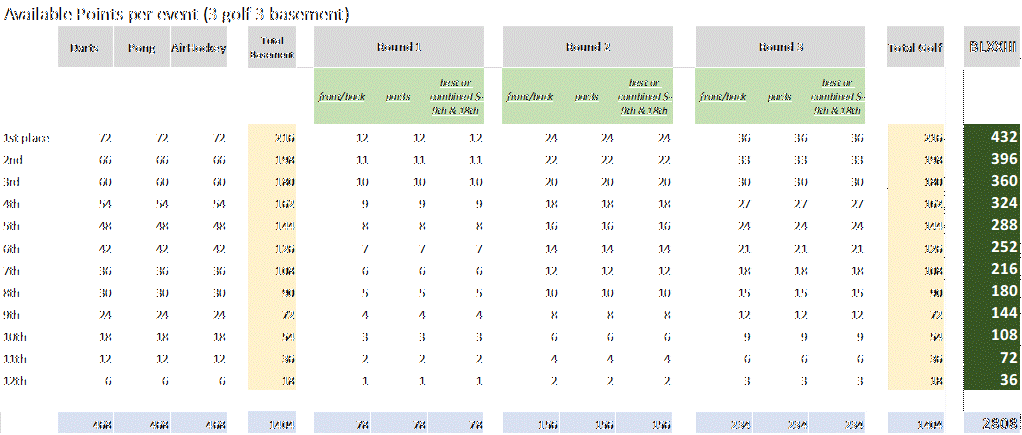 Available Points per event (3 golf 3 basement)
Darts Pong AirHockey Total Basement Round 1 Round 2 Round 3 Total Golf BLXXIII
front/back putts best or combined 5-9th & 18th front/back putts best or combined 5-9th & 18th front/back putts best or combined 5-9th & 18th
1st place 72 72 72 216 12 12 12 24 24 24 36 36 36 216 432
2nd 66 66 66 198 11 11 11 22 22 22 33 33 33 198 396
3rd 60 60 60 180 10 10 10 20 20 20 30 30 30 180 360
4th 54 54 54 162 9 9 9 18 18 18 27 27 27 162 324
5th 48 48 48 144 8 8 8 16 16 16 24 24 24 144 288
6th 42 42 42 126 7 7 7 14 14 14 21 21 21 126 252
7th 36 36 36 108 6 6 6 12 12 12 18 18 18 108 216
8th 30 30 30 90 5 5 5 10 10 10 15 15 15 90 180
9th 24 24 24 72 4 4 4 8 8 8 12 12 12 72 144
10th 18 18 18 54 3 3 3 6 6 6 9 9 9 54 108
11th 12 12 12 36 2 2 2 4 4 4 6 6 6 36 72
12th 6 6 6 18 1 1 1 2 2 2 3 3 3 18 36
468 468 468 1404 78 78 78 156 156 156 234 234 234 1404 2808